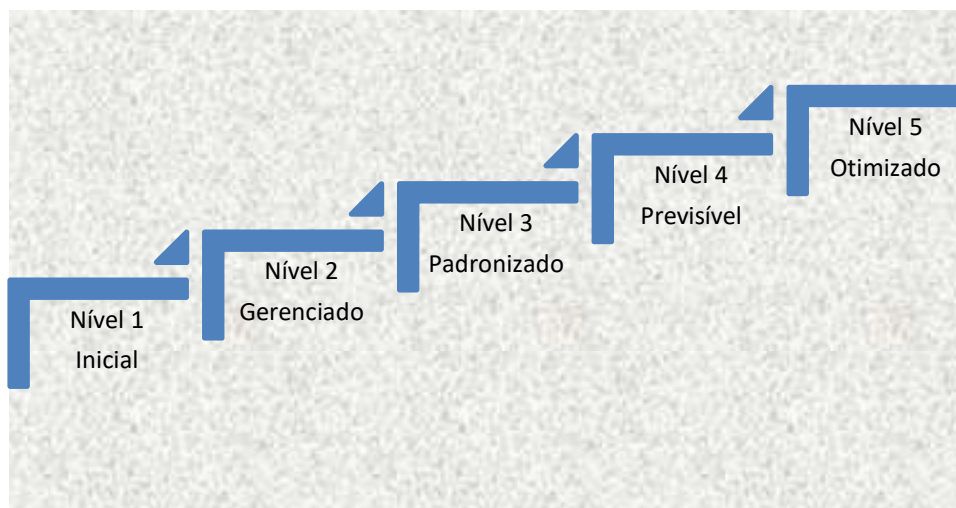 Nível 1
Inicial
Nível 2
Gerenciado
Nível 3
Padronizado
Nível 4
Previsível
Nível 5
Otimizado